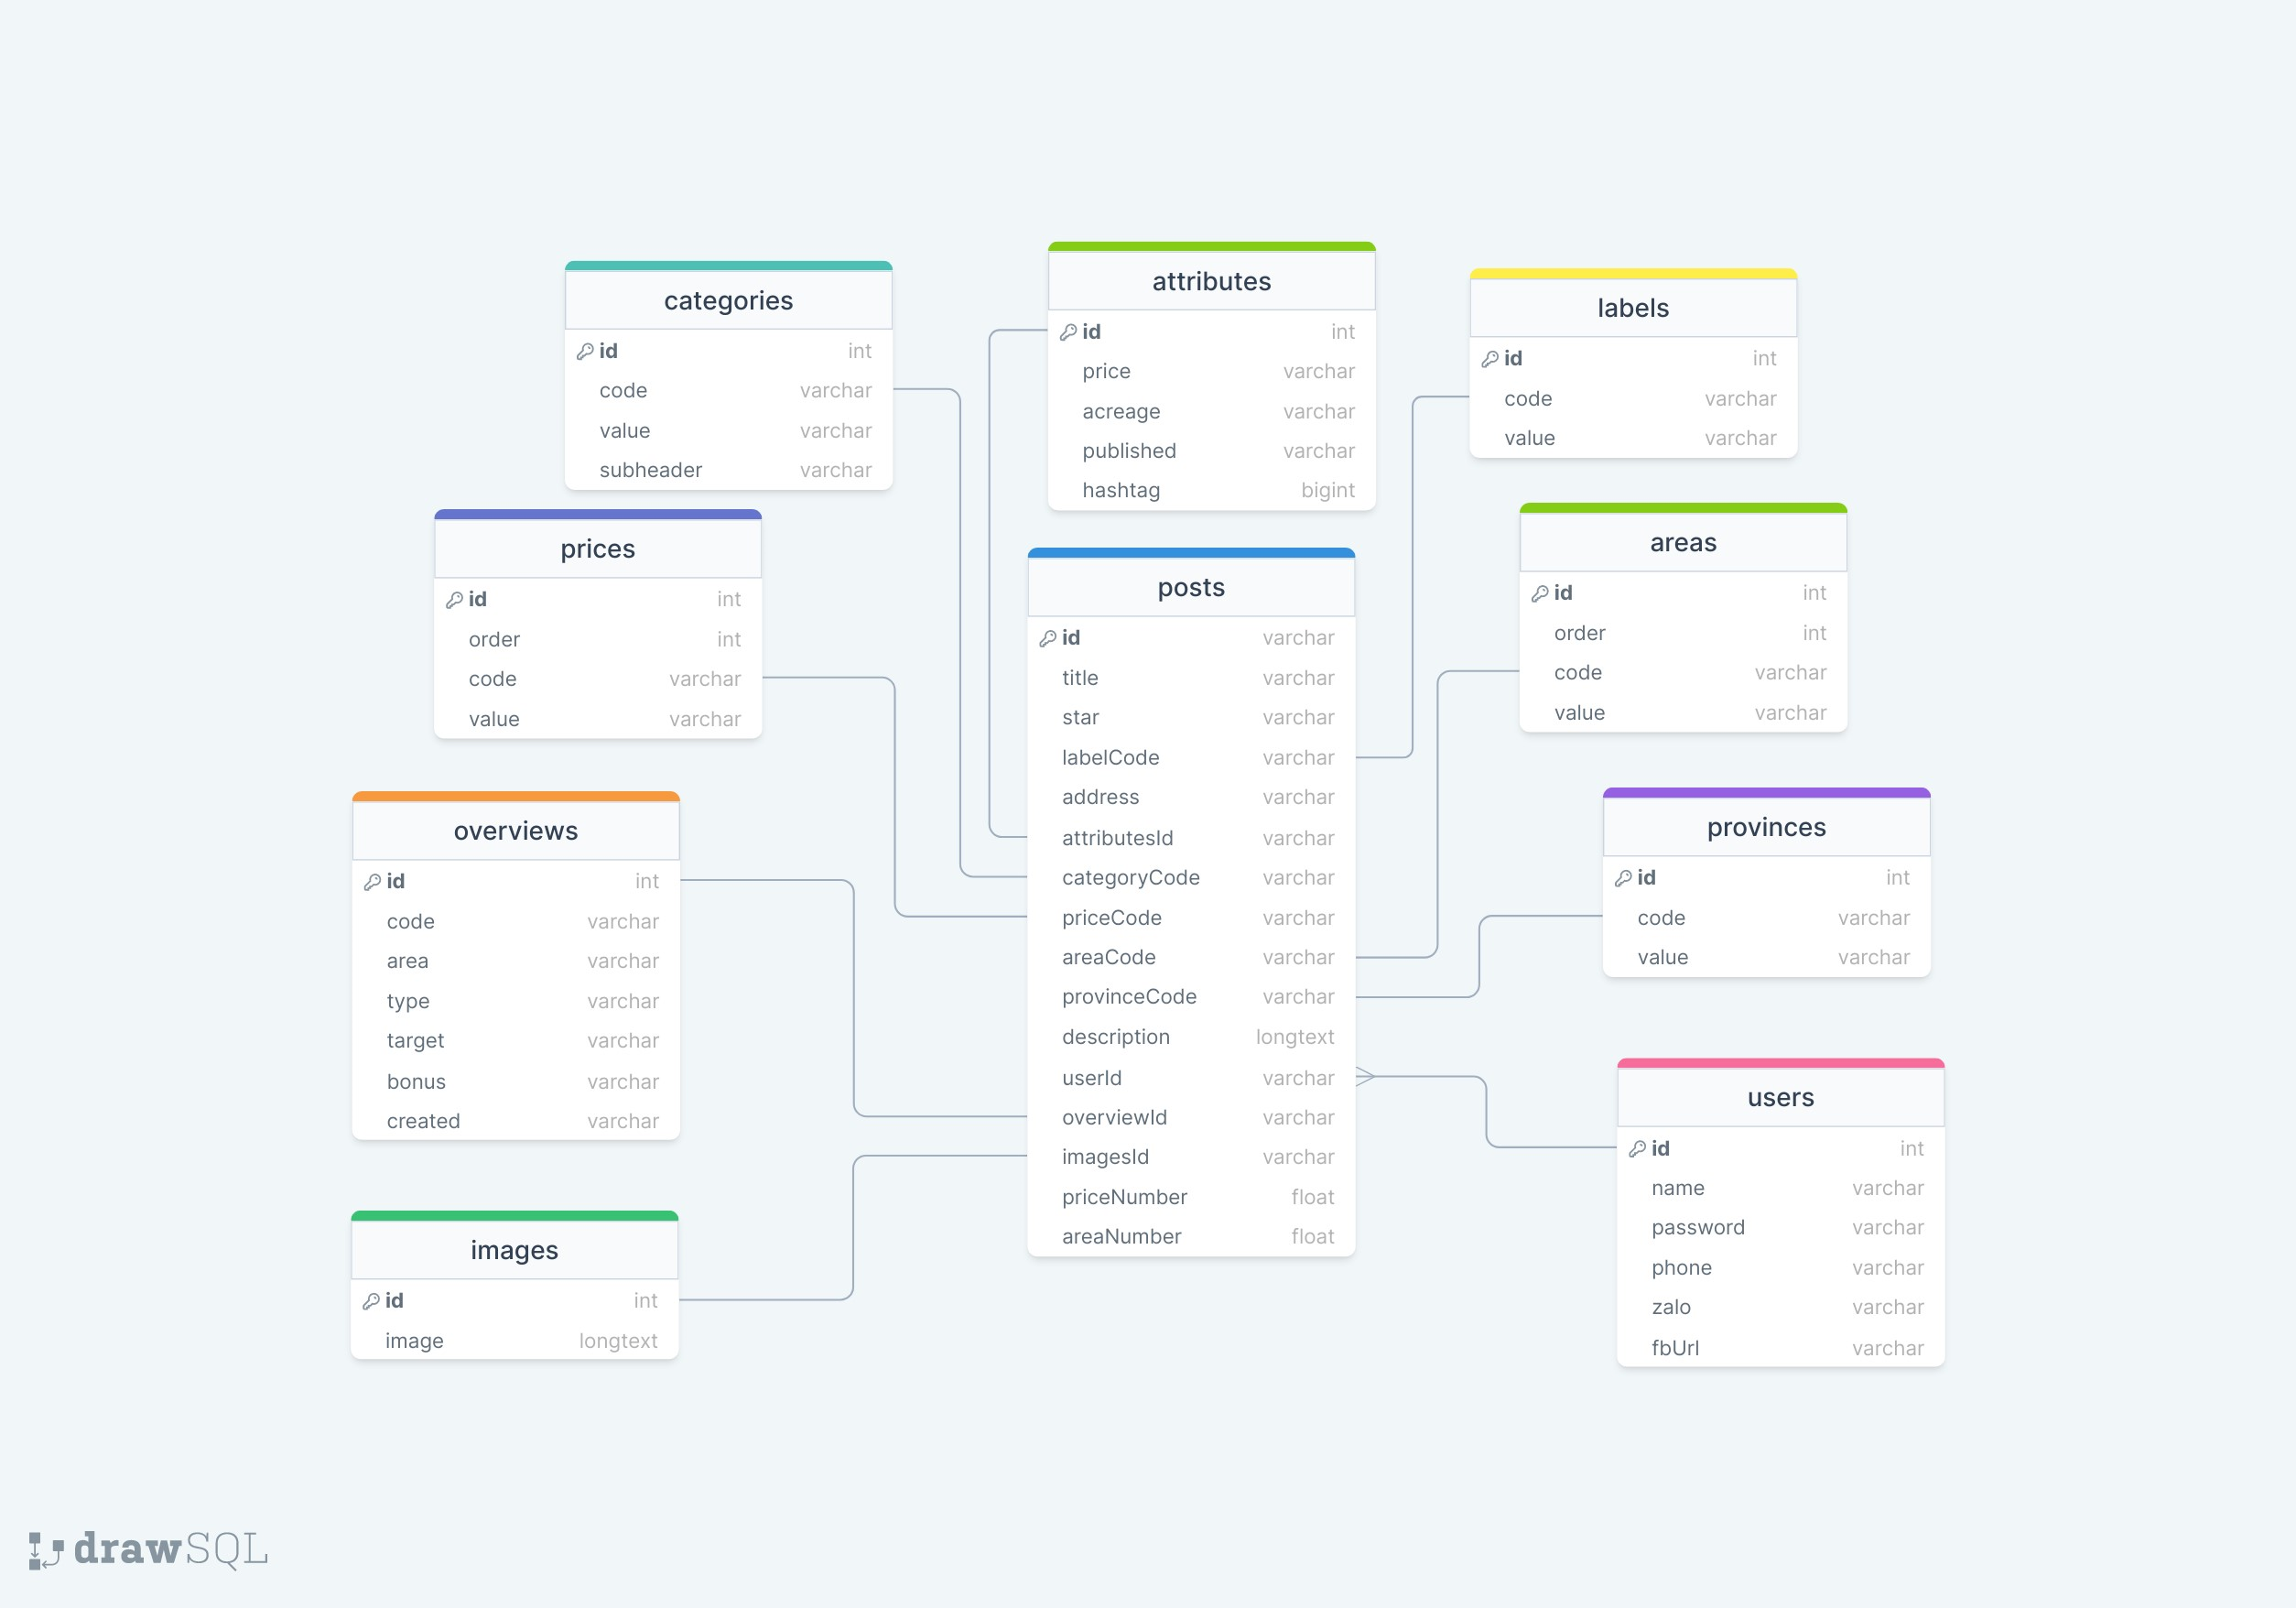 categories
id int
code varchar
value varchar
subheader varchar
attributes
id int
price varchar
acreage varchar
published varchar
hashtag bigint
labels
id int
code varchar
value varchar
prices
id int
order int
code varchar
value varchar
posts
id varchar
title varchar
star varchar
labelCode varchar
address varchar
attributesId varchar
categoryCode varchar
priceCode varchar
areaCode varchar
provinceCode varchar
description longtext
userId varchar
overviewId varchar
imagesId varchar
priceNumber float
areaNumber float
areas
id int
order int
code varchar
value varchar
overviews
id int
code varchar
area varchar
type varchar
target varchar
bonus varchar
created varchar
provinces
id int
code varchar
value varchar
users
id int
name varchar
password varchar
phone varchar
zalo varchar
fbUrl varchar
images
id int
image longtext
drawSQL